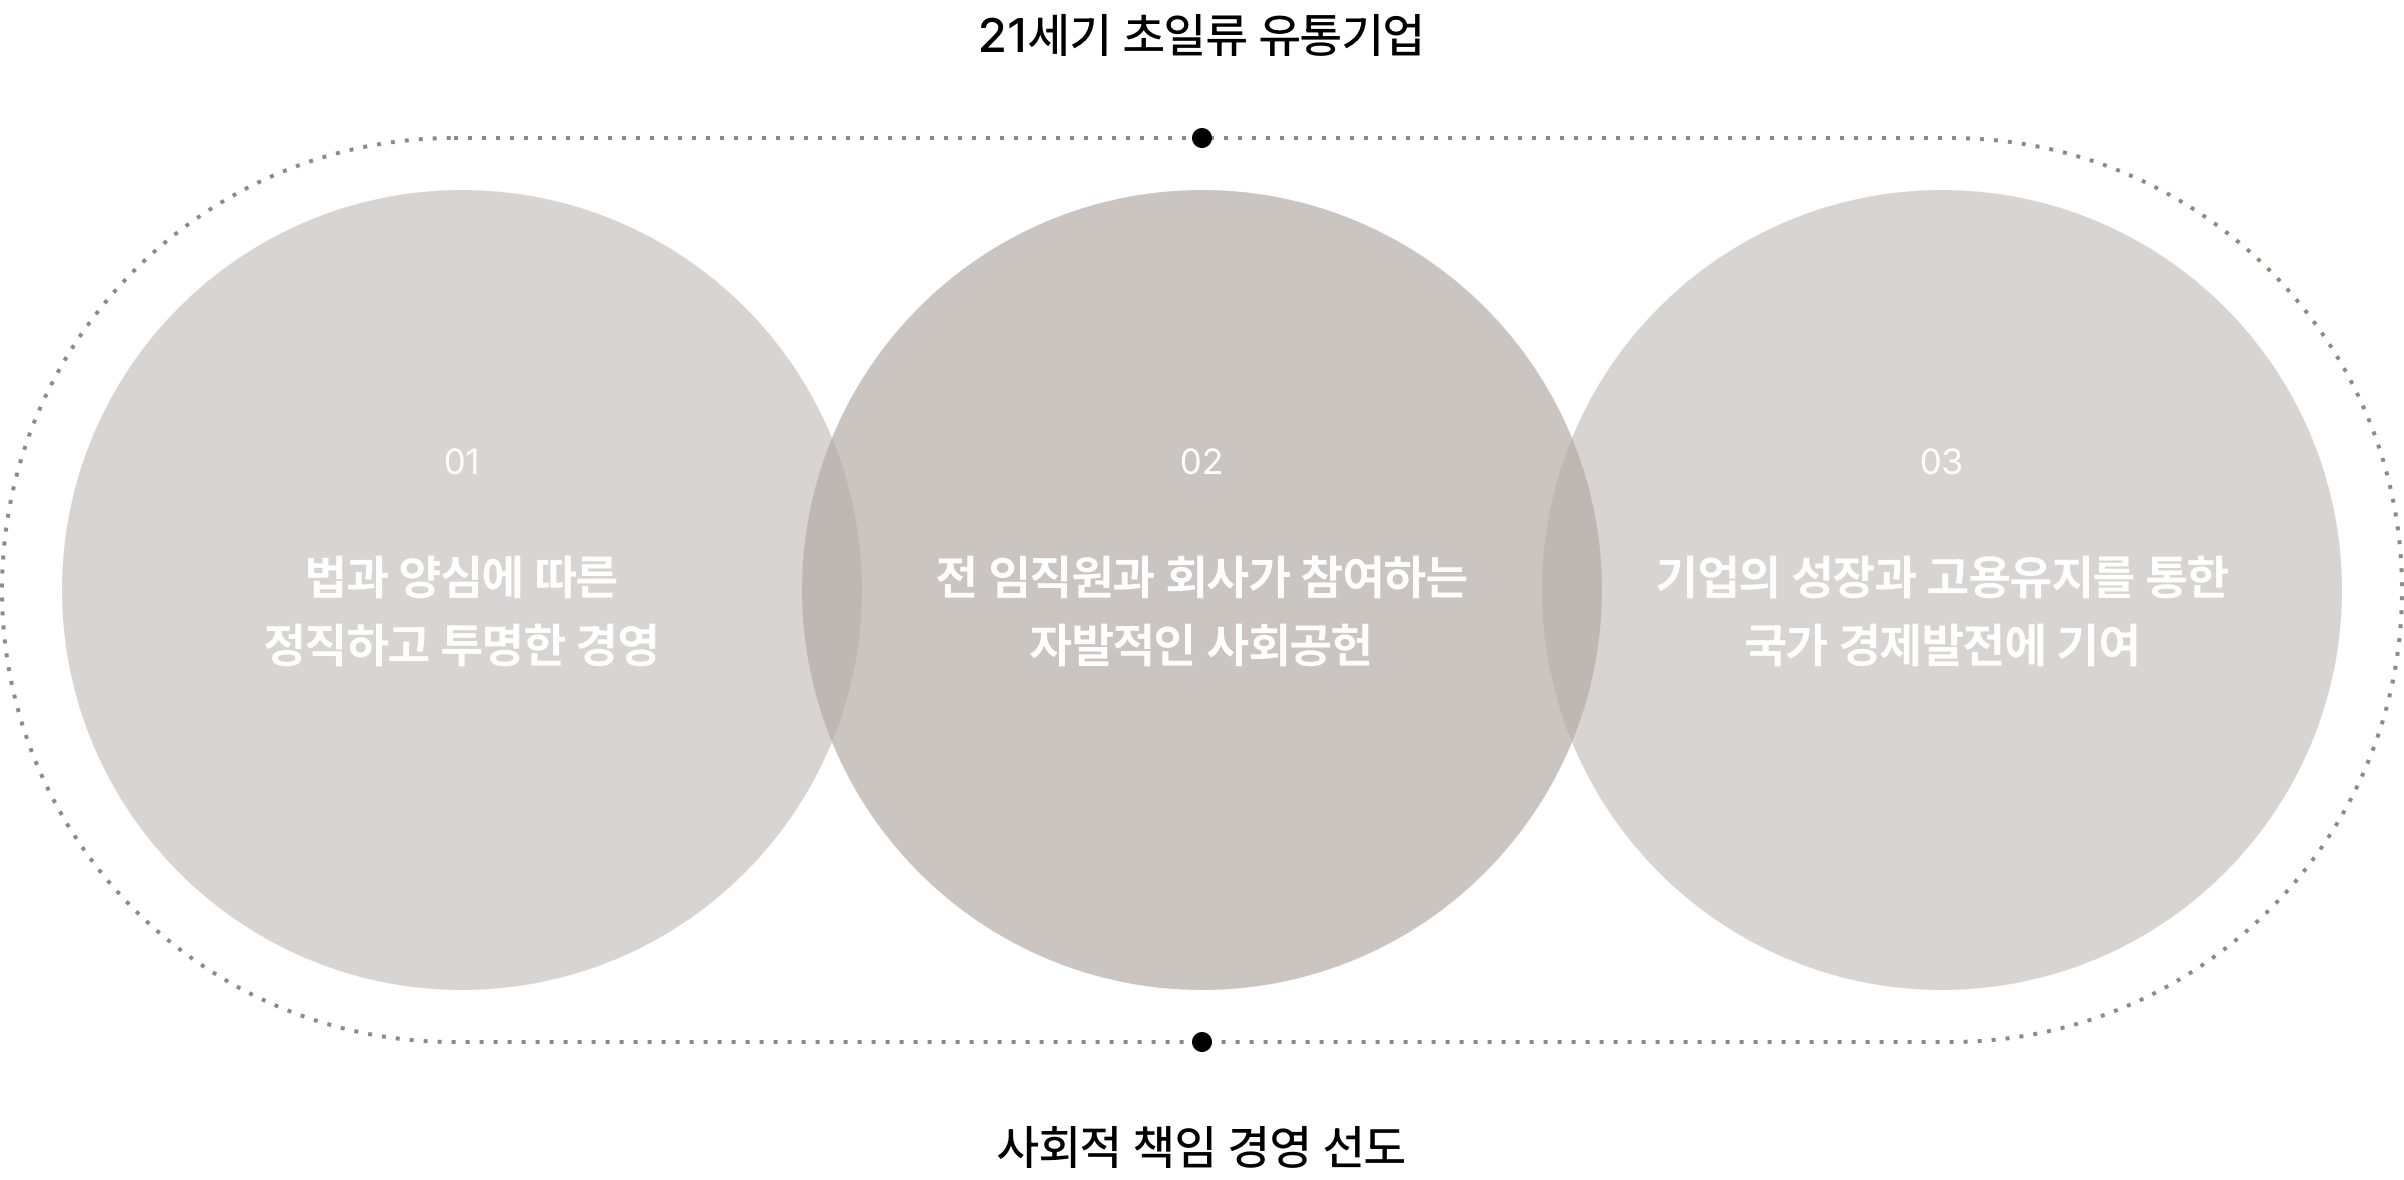 21세기 초일류 유통기업
01
법과 양심에 따른
정직하고 투명한 경영
02
전 임직원과 회사가 참여하는
자발적인 사회공헌
03
기업의 성장과 고용유지를 통한
국가 경제발전에 기여
사회적 책임 경영 선도